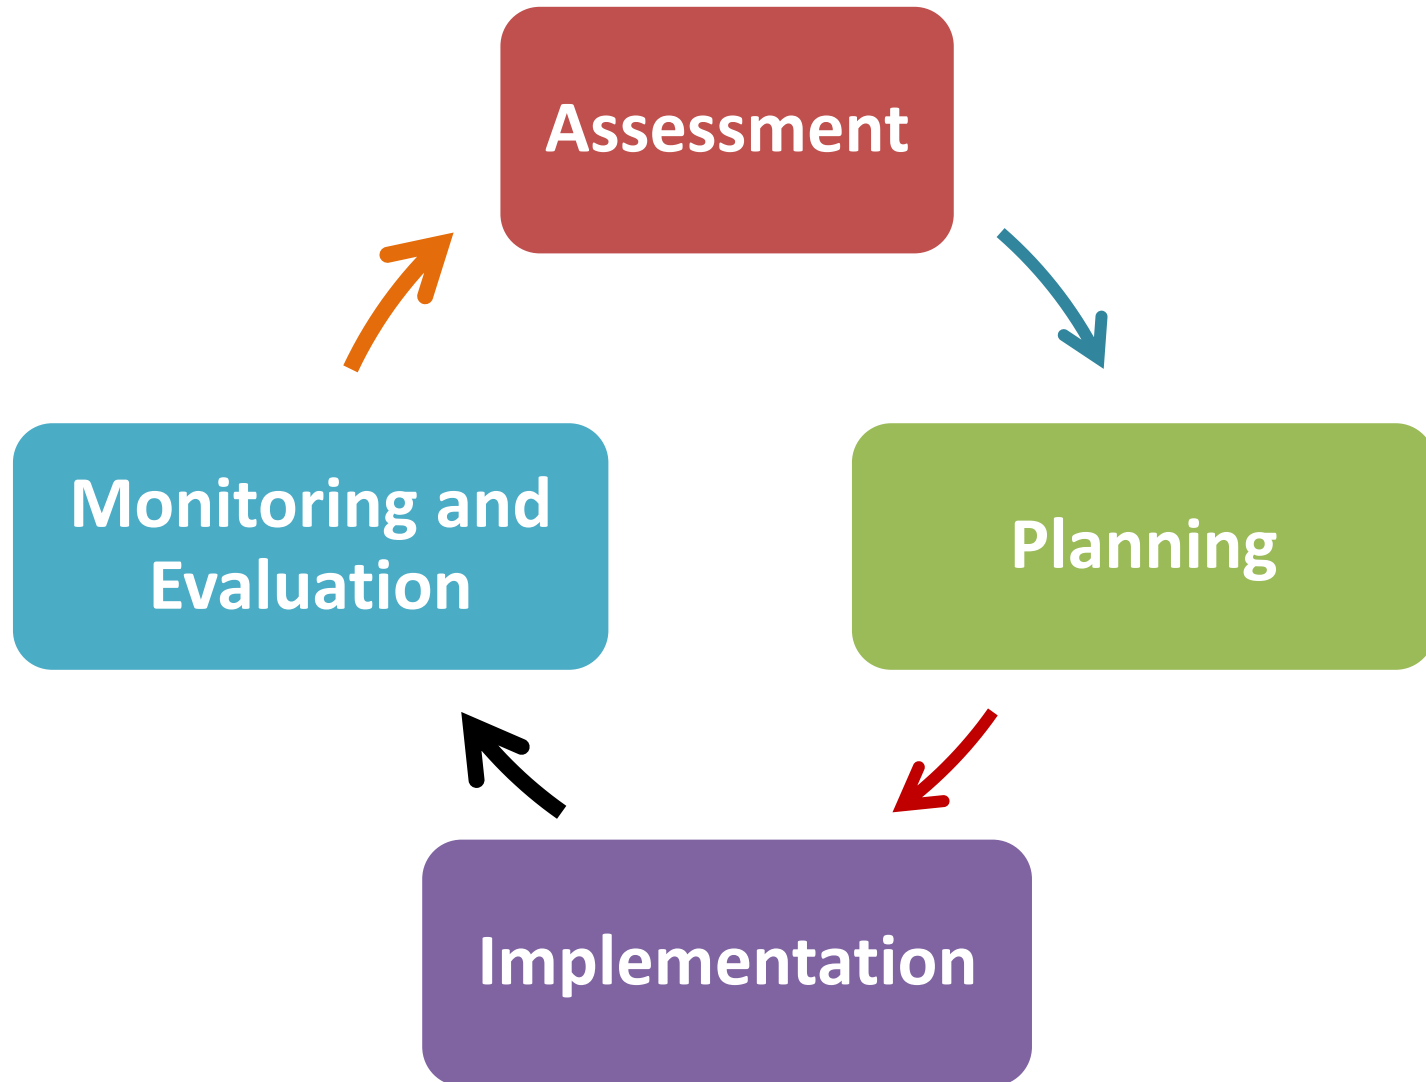 Assessment
Monitoring and
Evaluation
Planning
Implementation